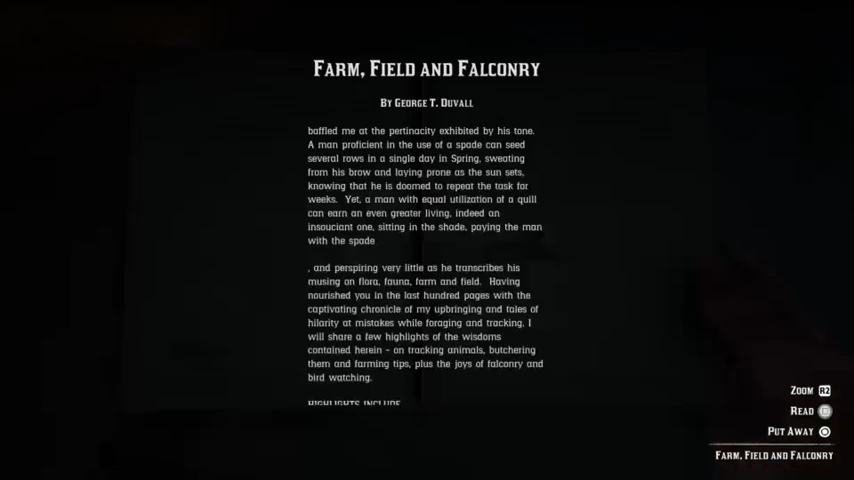 FARM, FIELD AND FALCONRY
BY GEORGE T. DUVALL
baffled me at the pertinacity exhibited by his tone.
A man proficient in the use of a spade can seed
several rows in a single day in Spring, sweating
from his brow and laying prone as the sun sets,
knowing that he is doomed to repeat the task for
weeks. Yet, a man with equal utilization of a quill
can earn an even greater living, indeed an
insouciant one, sitting in the shade, paying the man
with the spade
, and perspiring very little as he transcribes his
musing on flora, fauna, farm and field. Having
nourished you in the last hundred pages with the
captivating chronicle of my upbringing and tales of
hilarity at mistakes while foraging and tracking, I
will share a few highlights of the wisdoms
contained herein - on tracking animals, butchering
them and farming tips, plus the joys of falconry and
bird watching.
HIGHLIGHTS INCLUDE
ZOOM R2
READ
PUT AWAY
FARM, FIELD AND FALCONRY